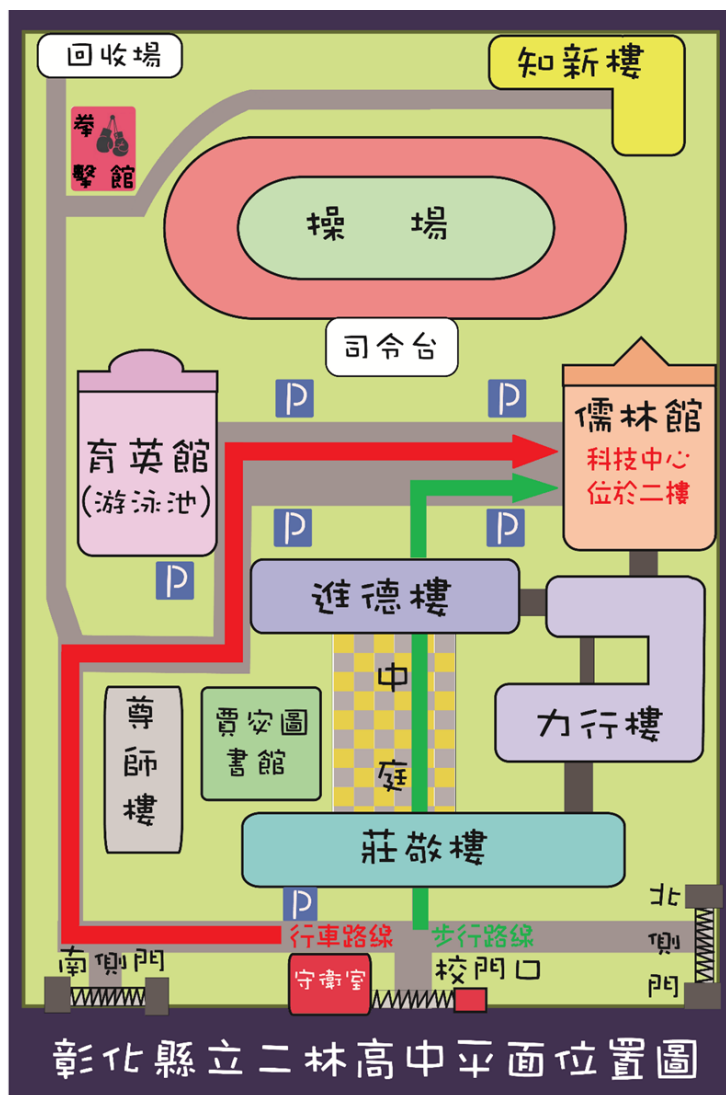 回收場
知新樓
拳
擊館
操場
司令台
P
P
儒林館
科技中心
位於二樓
育英館
(游泳池)
P
P
P
進德樓
中
庭
尊
師
樓
賈宓圖
書館
力行樓
莊敬樓
P
行車路線
步行路線
北
側
門
南側門
守衛室
校門口
彰化縣立二林高中平面位置圖